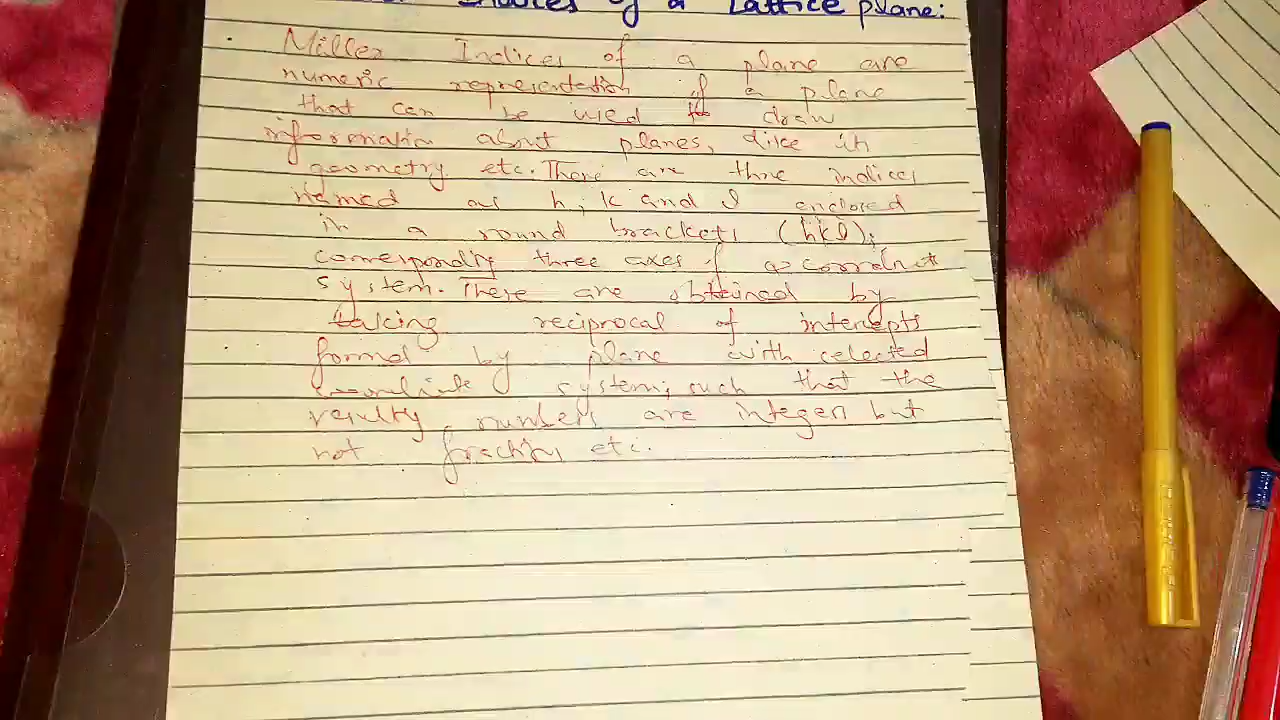 Indices of a Lattice plane:
Miller Indices of a plane are
numeric representation of a plane
that can be used to draw
information about planes, like its
geometry etc. There are three indices
named as h, k and l enclosed
in a round brackets (hkl),
correspondig three axes of a coordinate
system. These are obtained by
taking reciprocal of intercepts
formed by plane with selected
coordinate system; such that the
resulting numbers are integers but
not fractions etc.